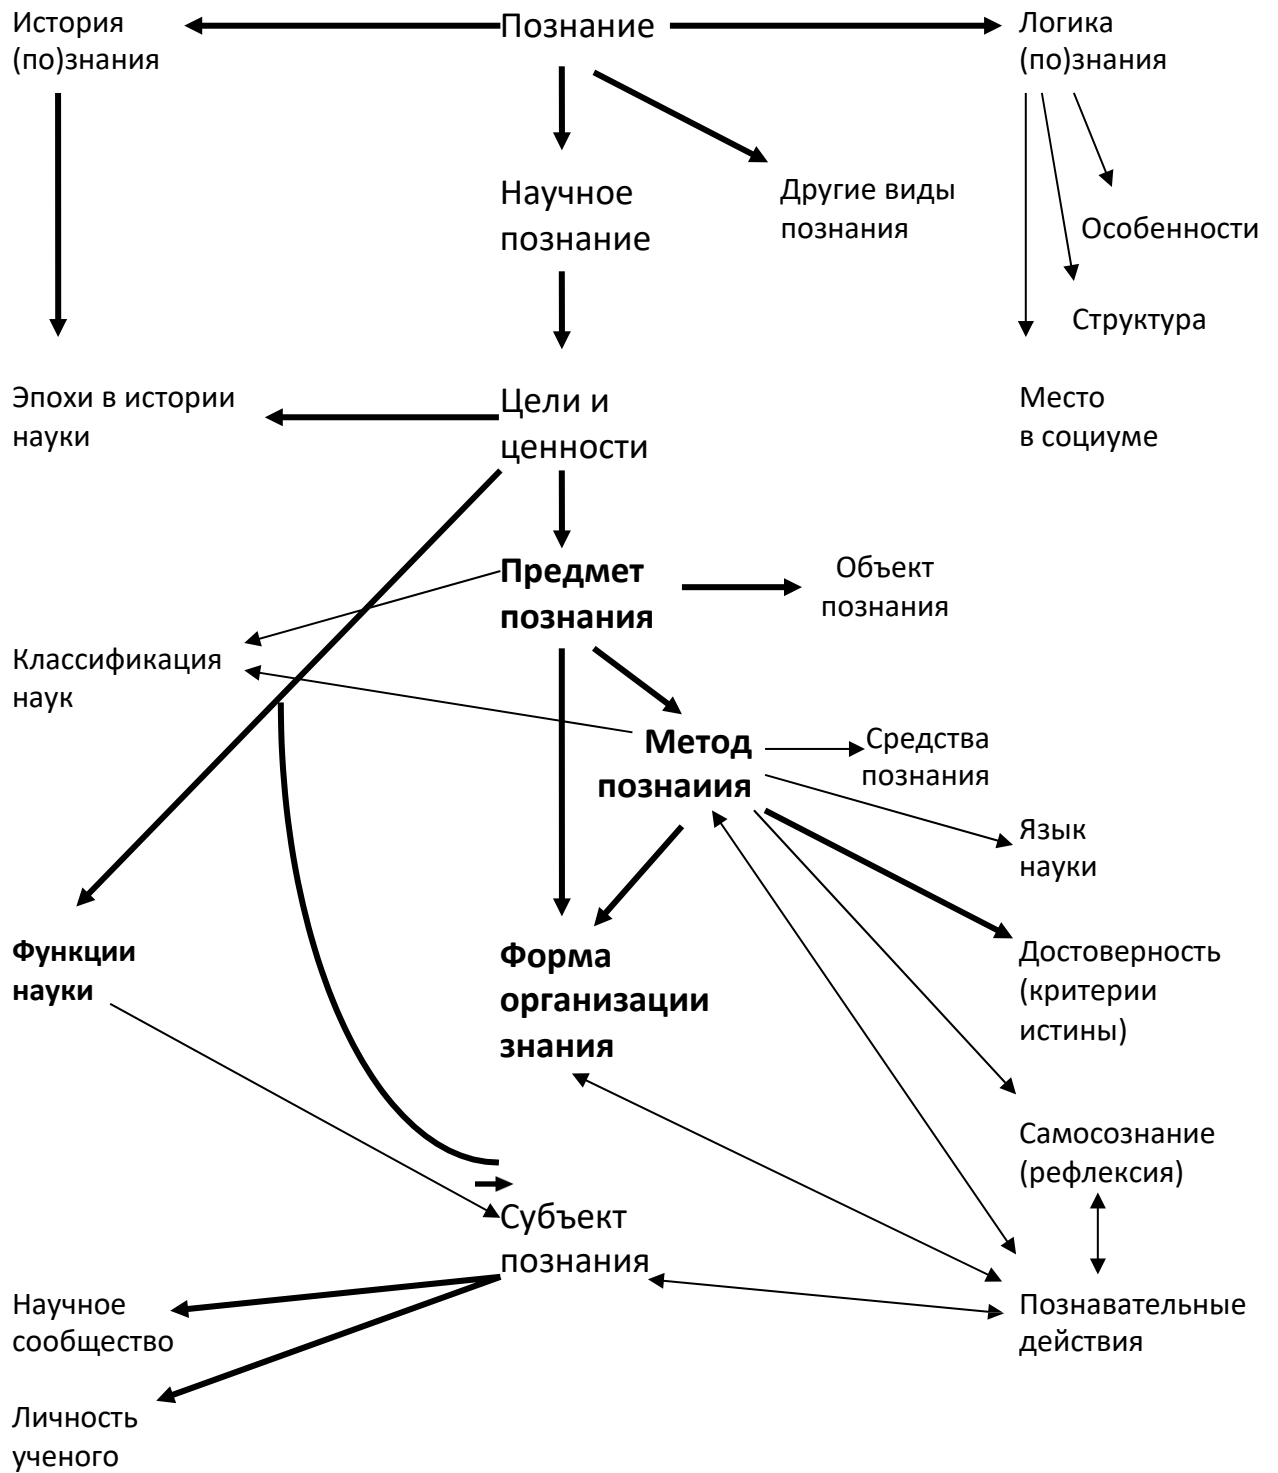 История
(по)знания
Познание
Логика
(по)знания
Научное
познание
Другие виды
познания
Особенности
Структура
Эпохи в истории
науки
Цели и
ценности
Место
в социуме
Предмет
познания
Объект
познания
Классификация
наук
Метод
познаиия
Средства
познания
Язык
науки
Функции
науки
Форма
организации
знания
Достоверность
(критерии
истины)
Самосознание
(рефлексия)
Субъект
познания
Научное
сообщество
Познавательные
действия
Личность
ученого